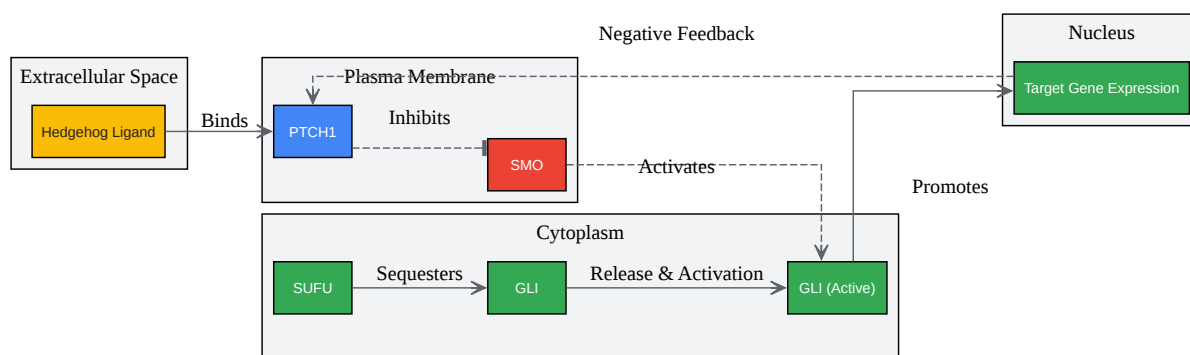 Negative Feedback
Nucleus
Extracellular Space
Plasma Membrane
Target Gene Expression
Hedgehog Ligand
Binds
PTCH1
Inhibits
SMO
Activates
Promotes
Cytoplasm
SUFU
Sequesters
GLI
Release & Activation
GLI (Active)